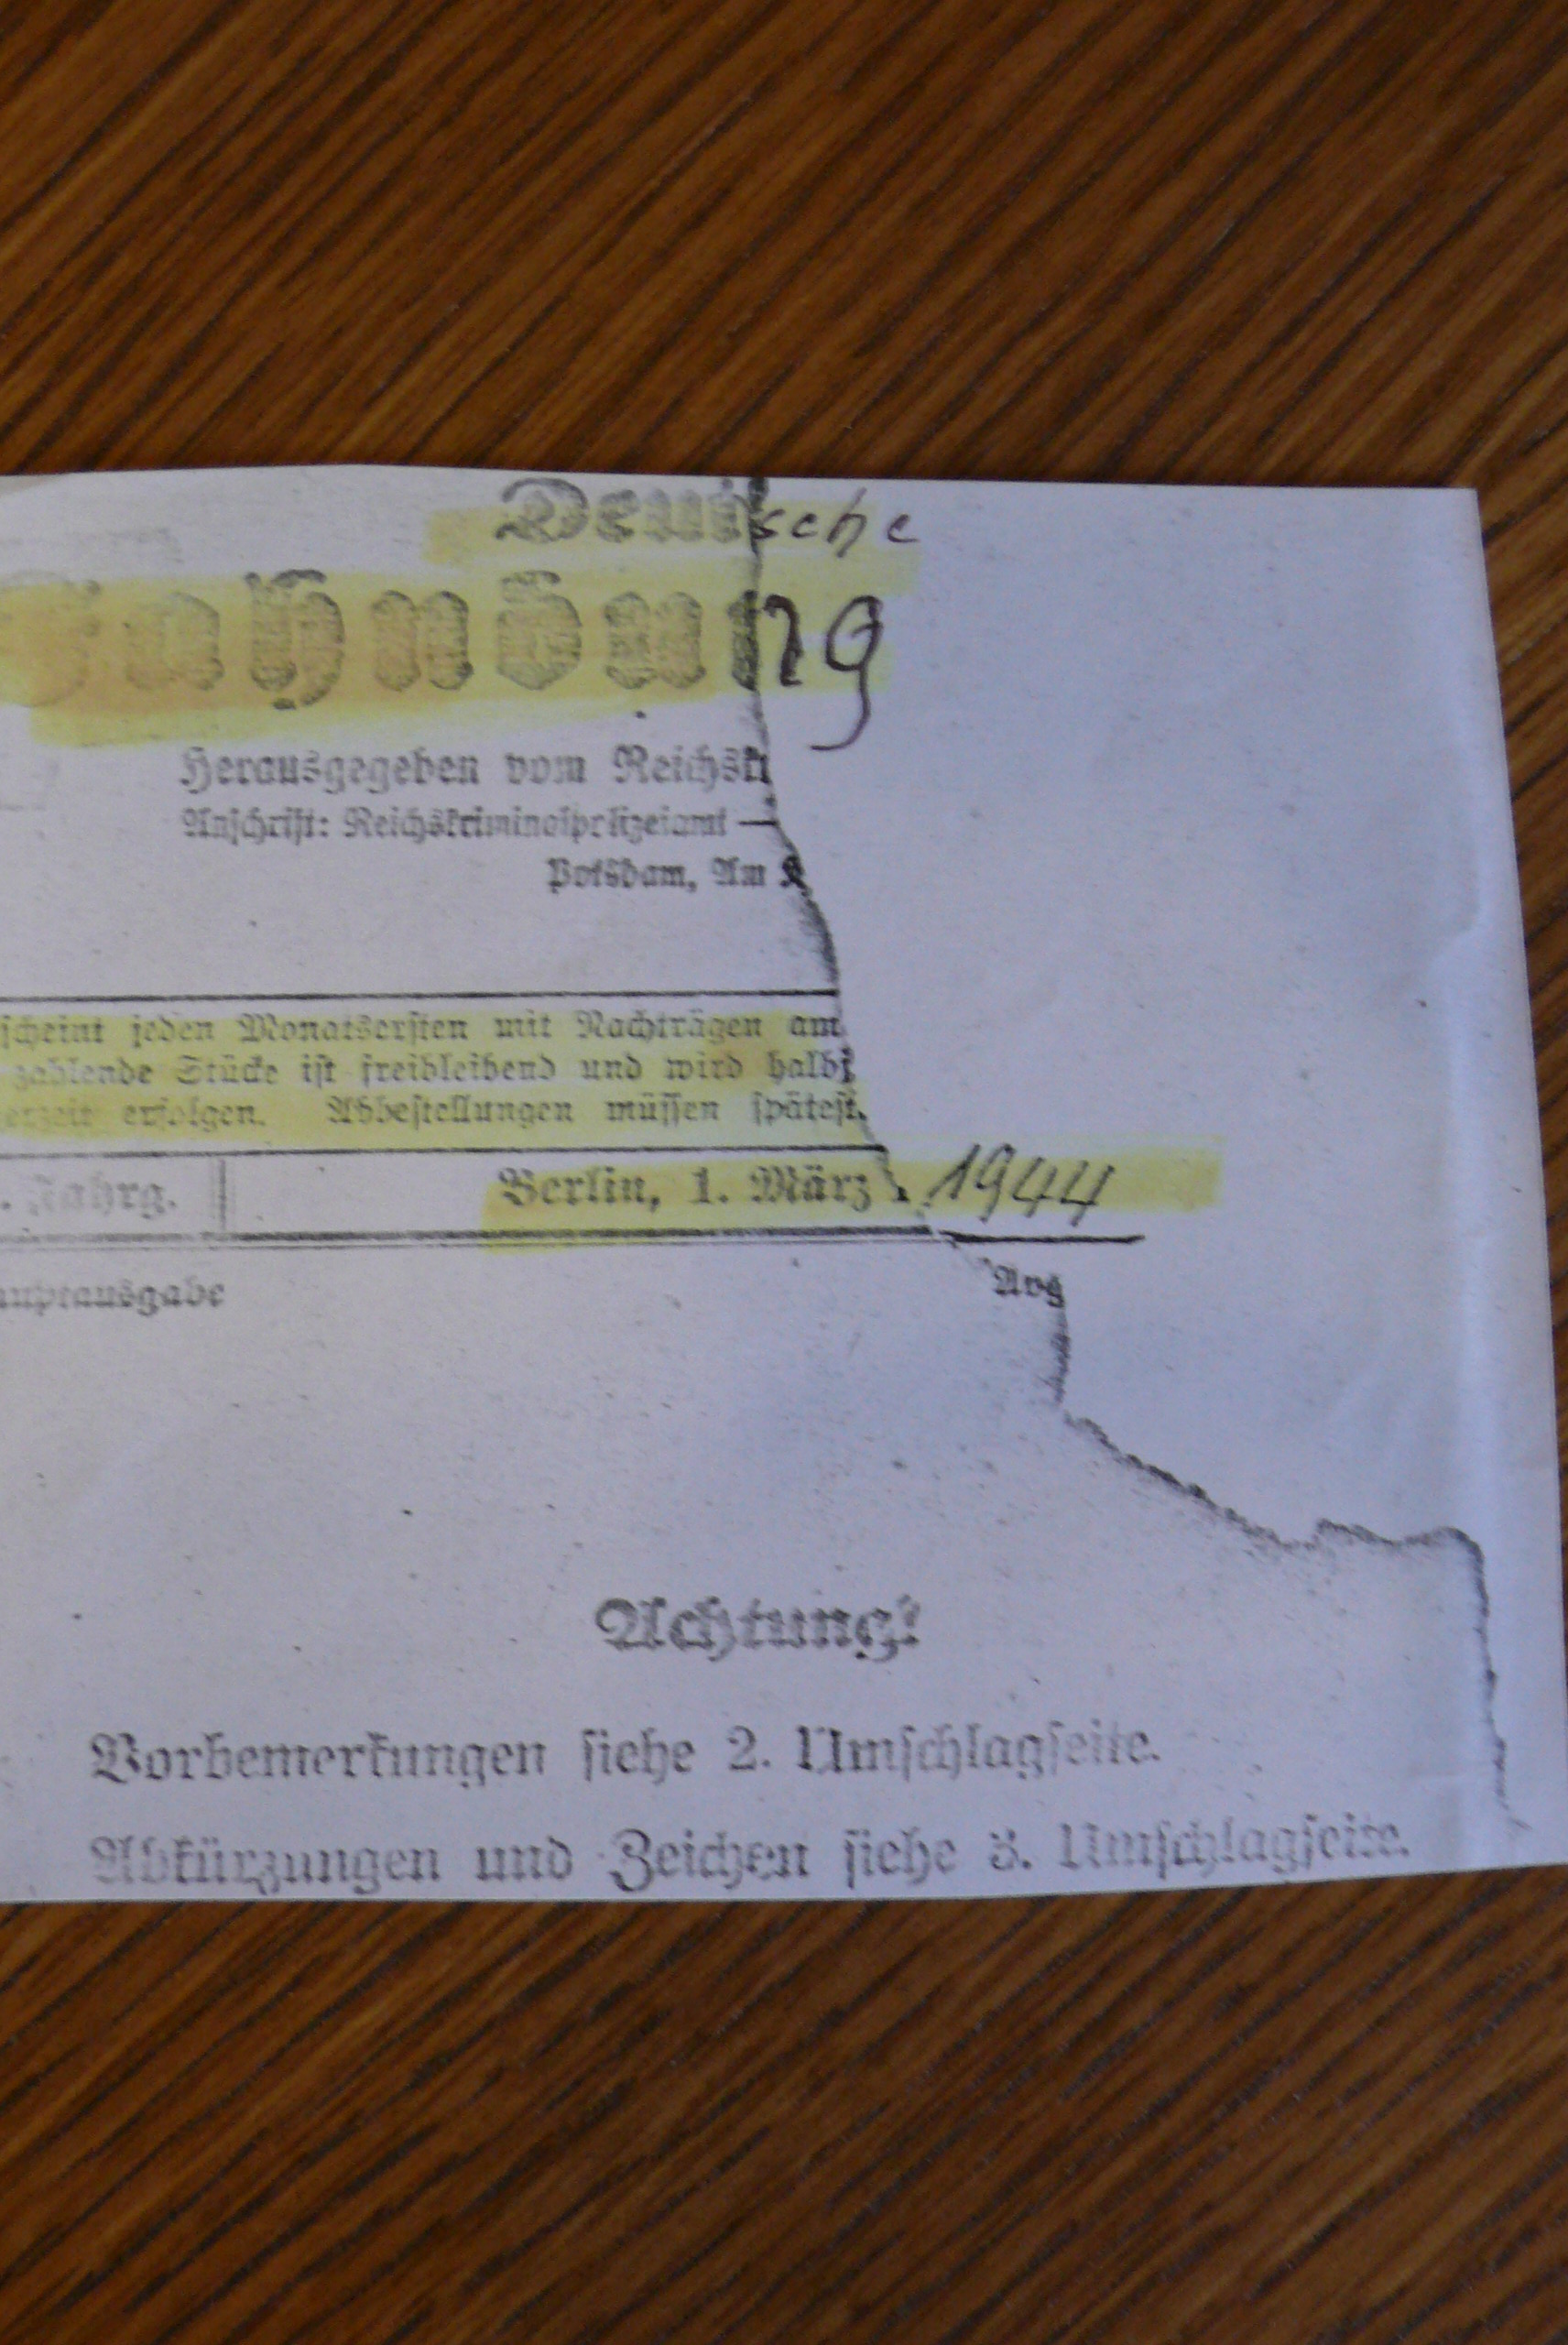 Deutsche
Fahndung
Herausgegeben vom Reichsk
Anschrift: Reichskriminalpolizeiamt —
Potsdam, Am
scheint jeden Monatsersten mit Nachträgen am
zahlende Stücke ist freibleibend und wird halbj
erzeit erfolgen. Abbestellungen müssen spätest
. Jahrg.
Berlin, 1. März 1944
auptausgabe
Ausg
Achtung!
Vorbemerkungen siehe 2. Umschlagseite.
Abkürzungen und Zeichen siehe 3. Umschlagseite.